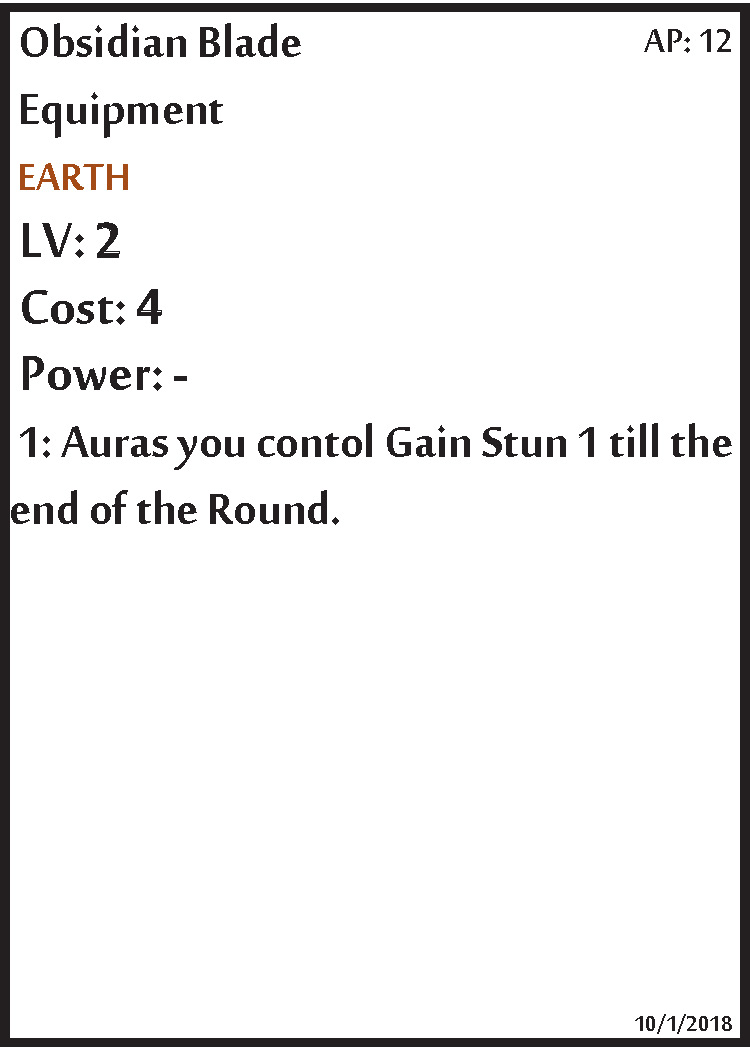 Obsidian Blade AP: 12
Equipment
EARTH
LV: 2
Cost: 4
Power: -
1: Auras you contol Gain Stun 1 till the
end of the Round.
10/1/2018